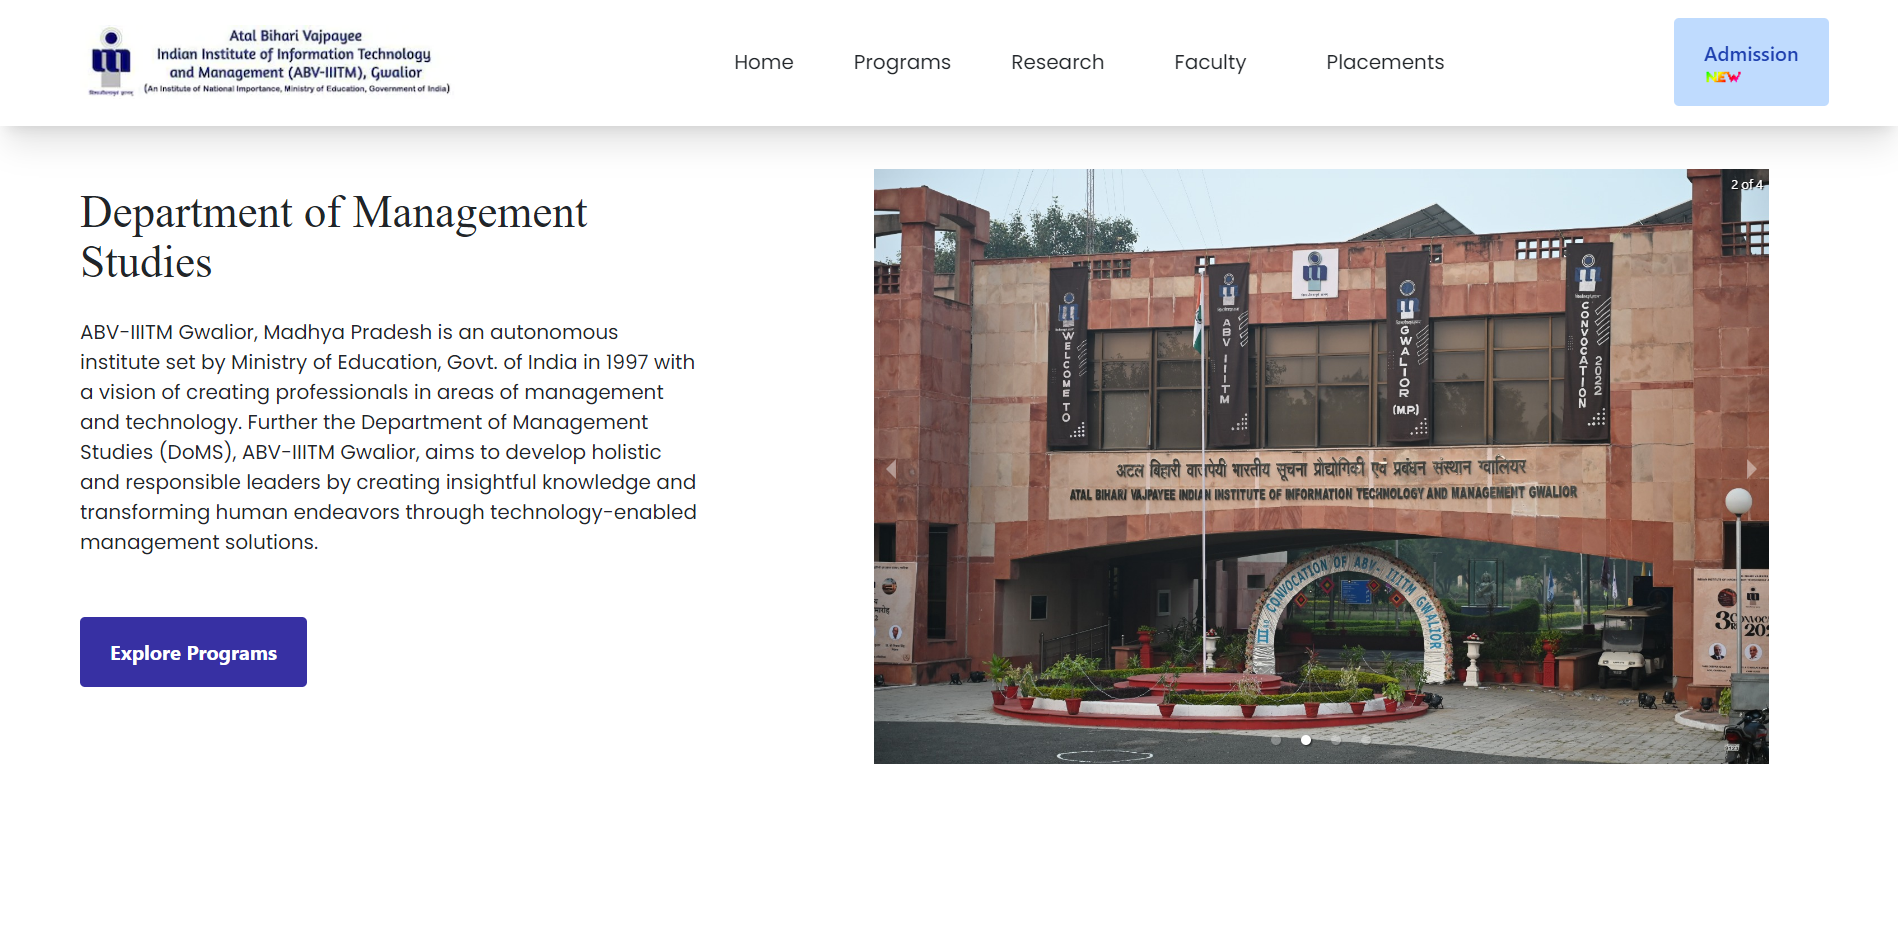 Atal Bihari Vajpayee
Indian Institute of Information Technology
and Management (ABV-IIITM), Gwalior
(An Institute of National Importance, Ministry of Education, Government of India)
Home
Programs
Research
Faculty
Placements
Admission
NEW
Department of Management
Studies
ABV-IIITM Gwalior, Madhya Pradesh is an autonomous
institute set by Ministry of Education, Govt. of India in 1997 with
a vision of creating professionals in areas of management
and technology. Further the Department of Management
Studies (DoMS), ABV-IIITM Gwalior, aims to develop holistic
and responsible leaders by creating insightful knowledge and
transforming human endeavors through technology-enabled
management solutions.
Explore Programs
2 of 4
WELCOME TO
ABV IIITM
GWALIOR
(M.P.)
CONVOCATION 2022
अटल बिहारी वाजपेयी भारतीय सूचना प्रौद्योगिकी एवं प्रबंधन संस्थान ग्वालियर
ATAL BIHARI VAJPAYEE INDIAN INSTITUTE OF INFORMATION TECHNOLOGY AND MANAGEMENT GWALIOR
CONVOCATION OF ABV- IIITM GWALIOR